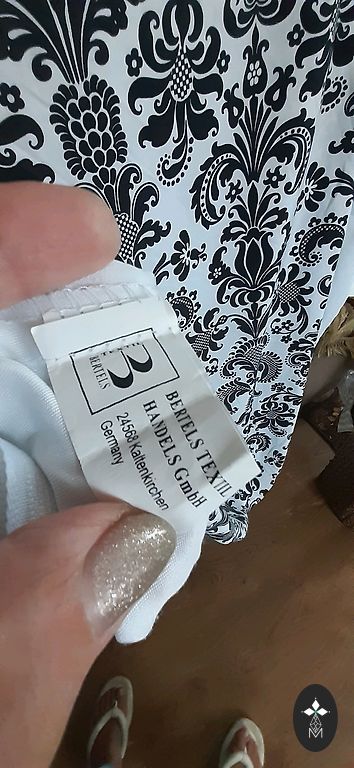 B
BERTELS
BERTELS TEXTIL
HANDELS GmbH
24568 Kaltenkirchen
Germany
M